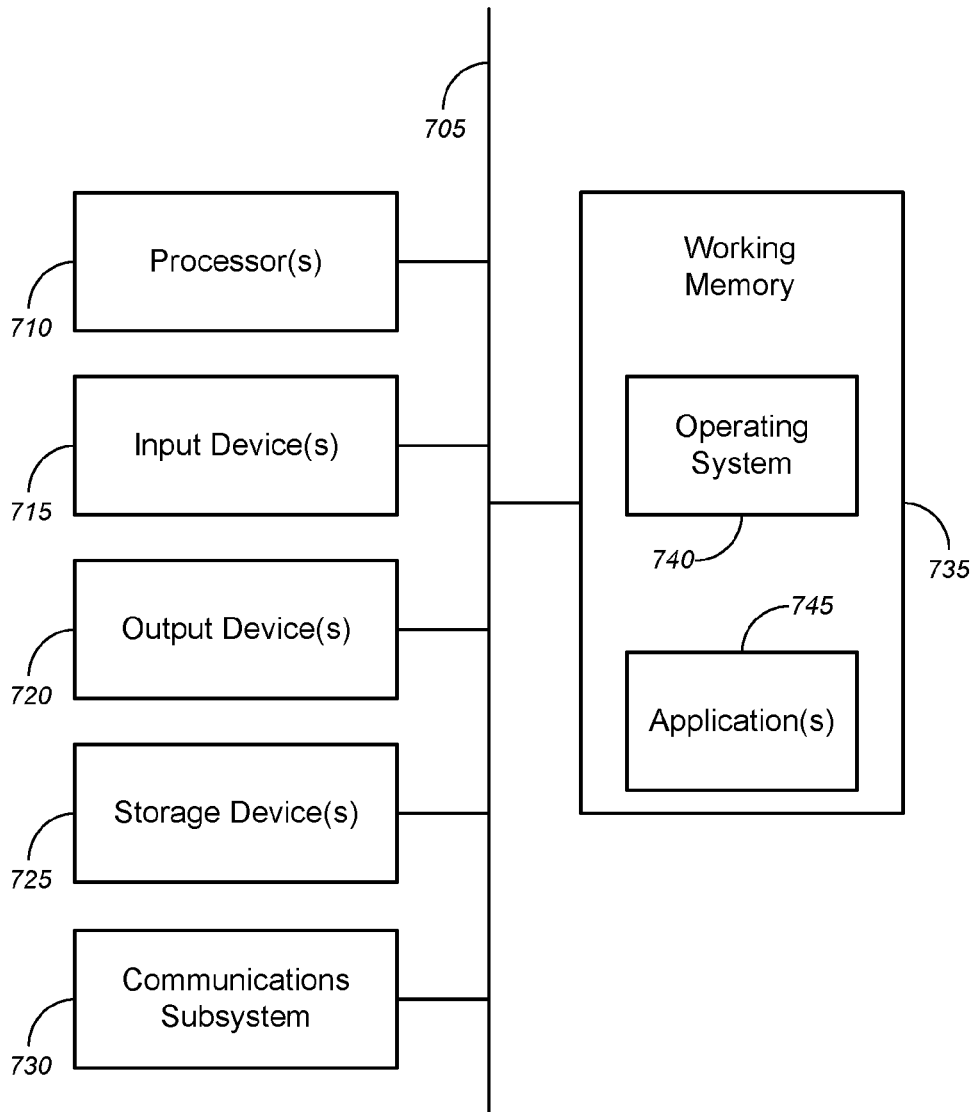 705
Processor(s)
710
Input Device(s)
715
Output Device(s)
720
Storage Device(s)
725
Communications
Subsystem
730
Working
Memory
Operating
System
740
735
745
Application(s)